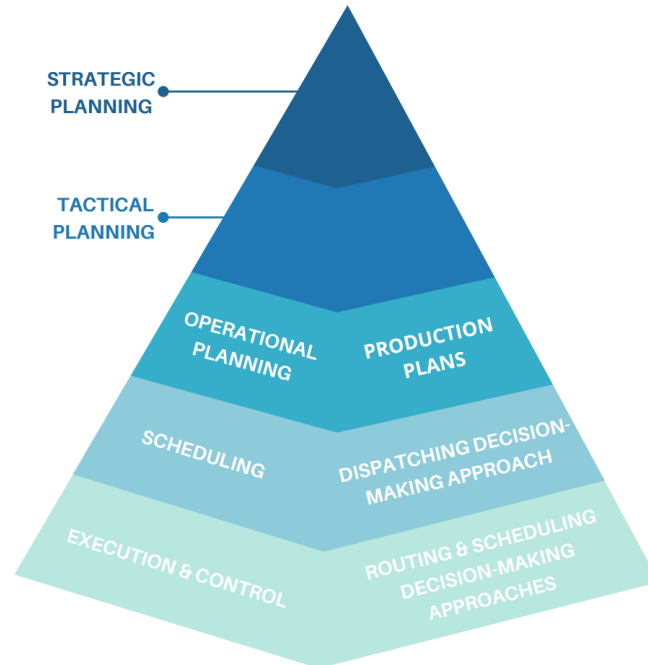 STRATEGIC
PLANNING
TACTICAL
PLANNING
OPERATIONAL
PLANNING
PRODUCTION
PLANS
SCHEDULING
DISPATCHING DECISION-
MAKING APPROACH
EXECUTION & CONTROL
ROUTING & SCHEDULING
DECISION-MAKING
APPROACHES